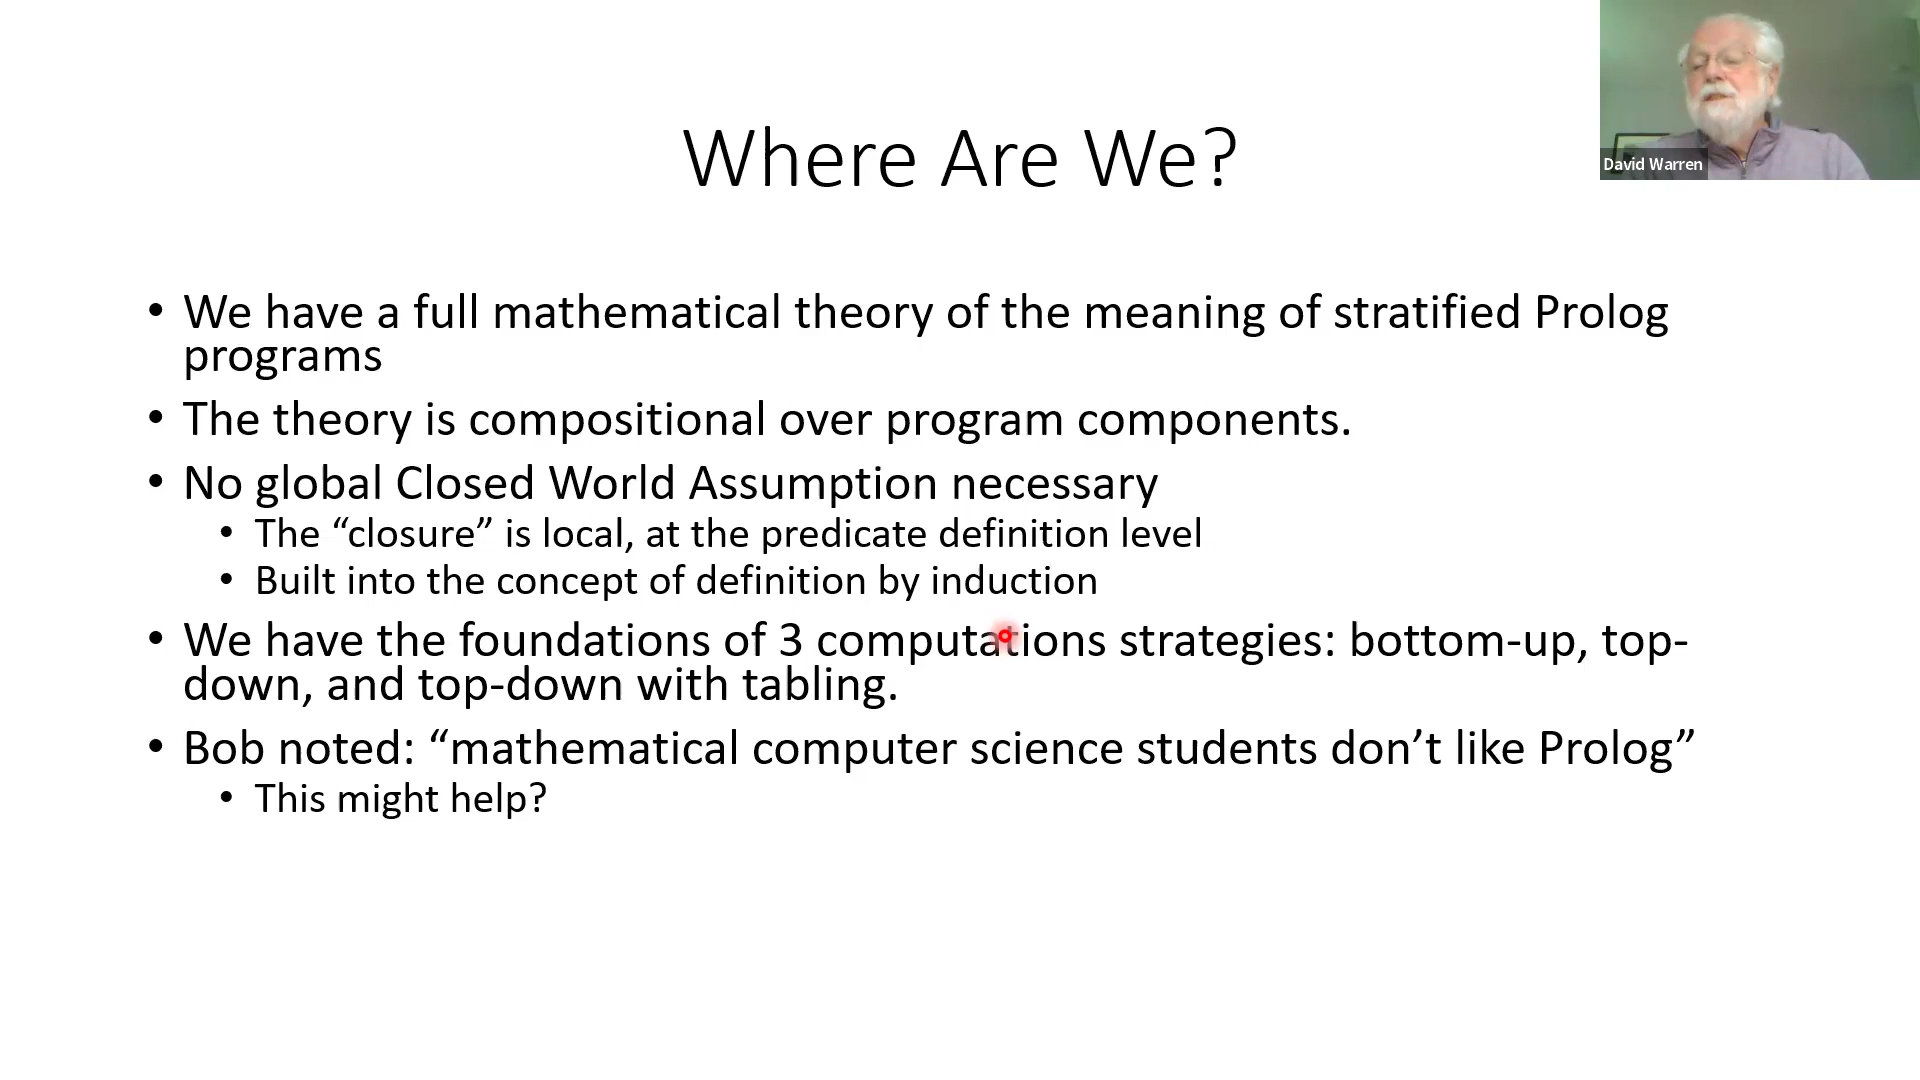 David Warren
Where Are We?
• We have a full mathematical theory of the meaning of stratified Prolog
programs
• The theory is compositional over program components.
• No global Closed World Assumption necessary
• The “closure” is local, at the predicate definition level
• Built into the concept of definition by induction
• We have the foundations of 3 computations strategies: bottom-up, top-
down, and top-down with tabling.
• Bob noted: “mathematical computer science students don’t like Prolog”
• This might help?